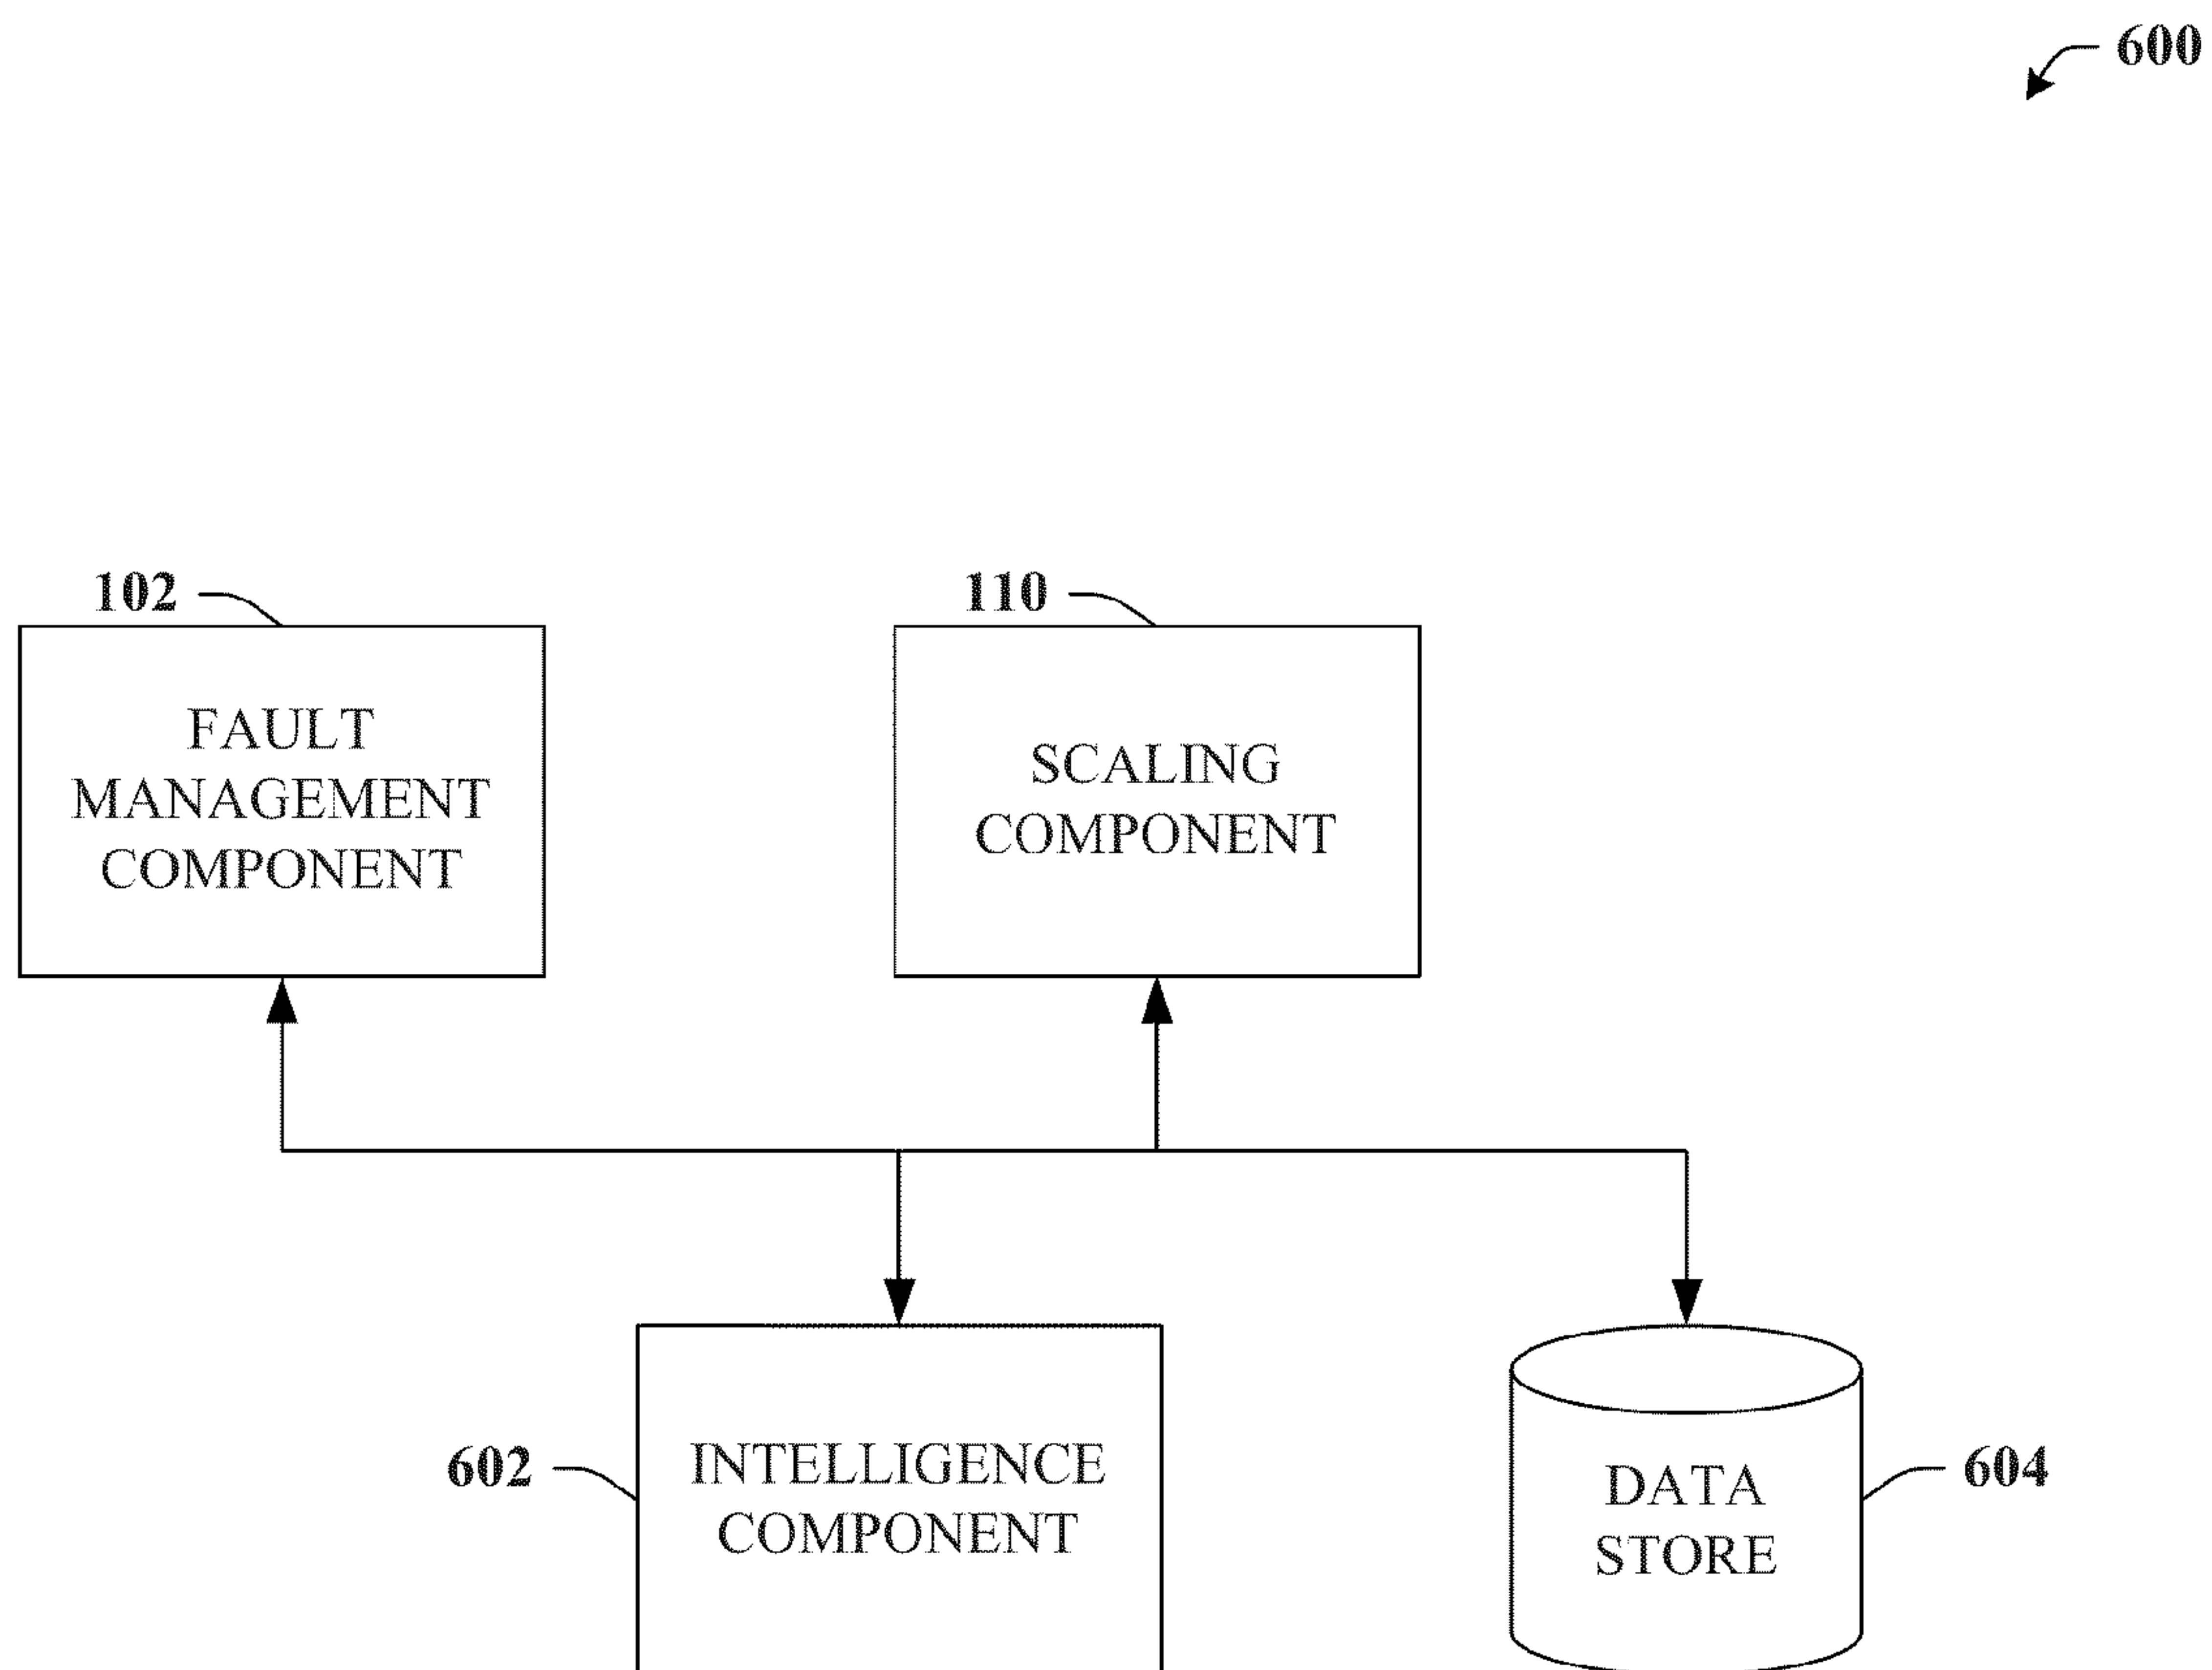 600
102
110
FAULT
MANAGEMENT
COMPONENT
SCALING
COMPONENT
602
INTELLIGENCE
COMPONENT
DATA
STORE
604